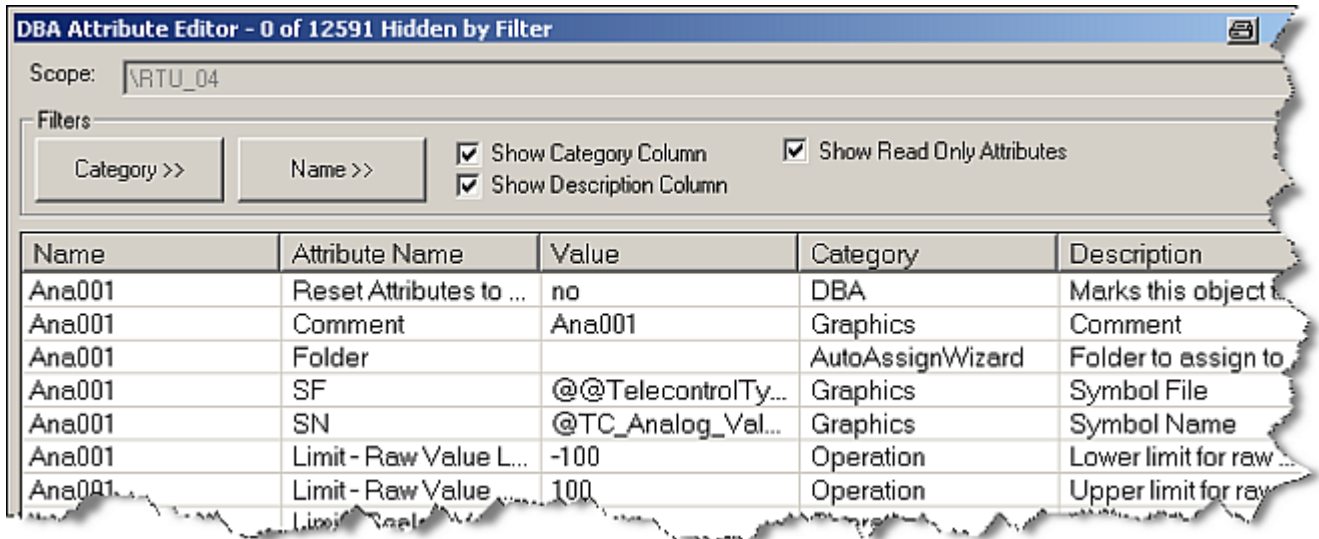 DBA Attribute Editor - 0 of 12591 Hidden by Filter
Scope: \RTU_04
Filters
Category >> Name >> Show Category Column Show Read Only Attributes
Show Description Column
Name Attribute Name Value Category Description
Ana001 Reset Attributes to ... no DBA Marks this object
Ana001 Comment Ana001 Graphics Comment
Ana001 Folder AutoAssignWizard Folder to assign to
Ana001 SF @@TelecontrolTy... Graphics Symbol File
Ana001 SN @TC_Analog_Val... Graphics Symbol Name
Ana001 Limit - Raw Value L... -100 Operation Lower limit for raw ...
Ana001 Limit - Raw Value 100 Operation Upper limit for raw